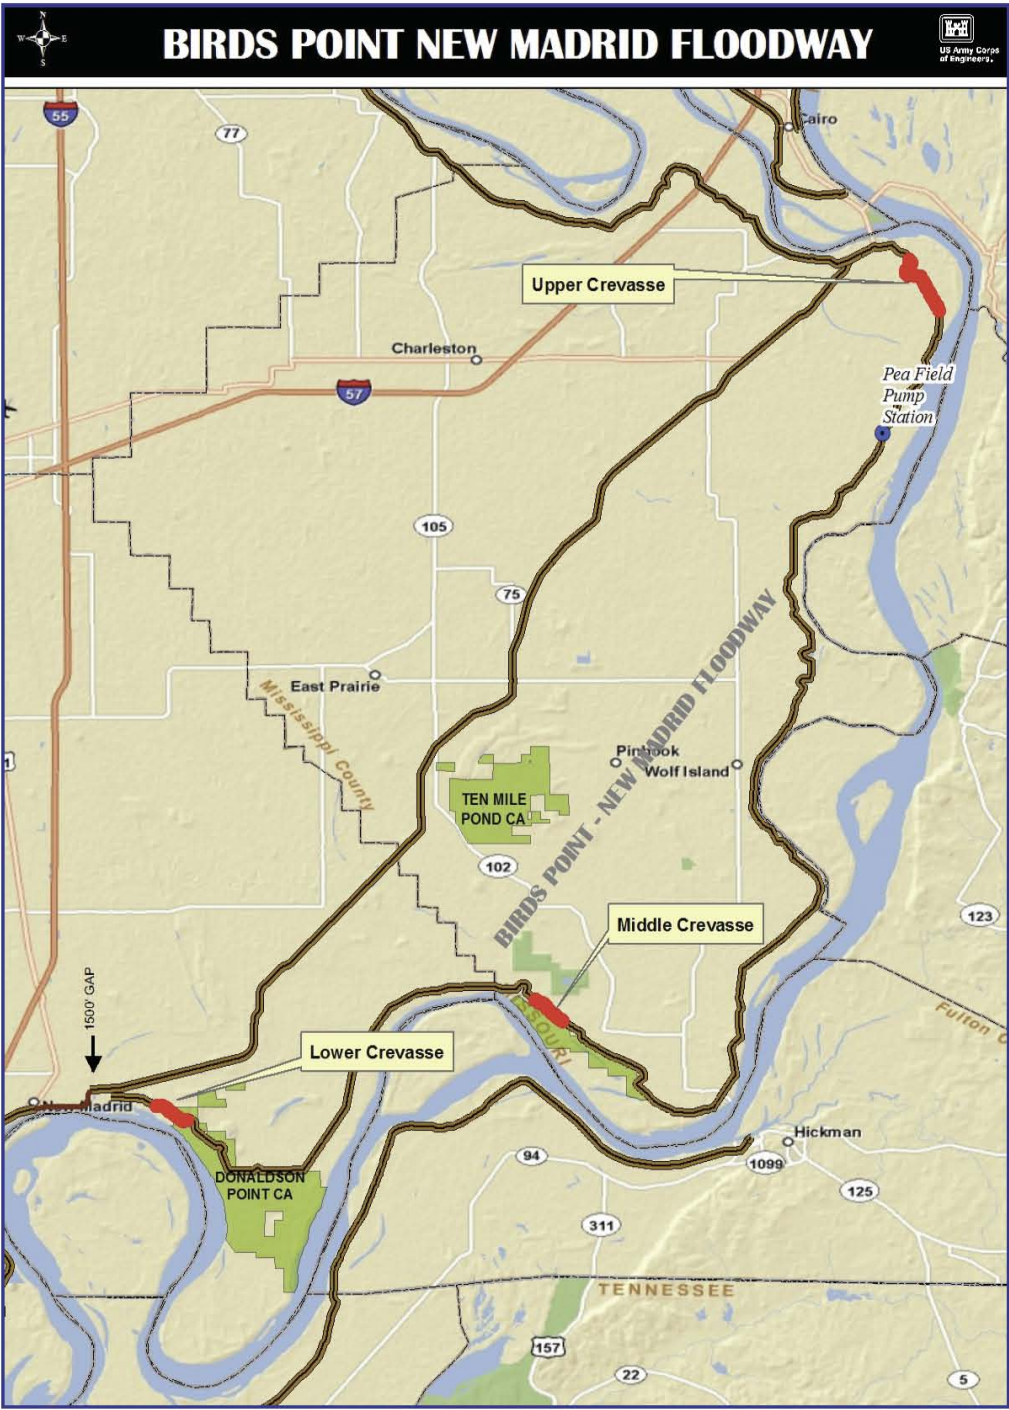 N
W
E
S
BIRDS POINT NEW MADRID FLOODWAY
US Army Corps
of Engineers®
55
77
Cairo
Upper Crevasse
Charleston
57
Pea Field
Pump
Station
105
75
East Prairie
Mississippi County
BIRDS POINT - NEW MADRID FLOODWAY
Pinhook
Wolf Island
TEN MILE
POND CA
102
Middle Crevasse
123
1500' GAP
Fulton
Lower Crevasse
New Madrid
Hickman
94
1099
125
DONALDSON
POINT CA
311
TENNESSEE
157
22
5